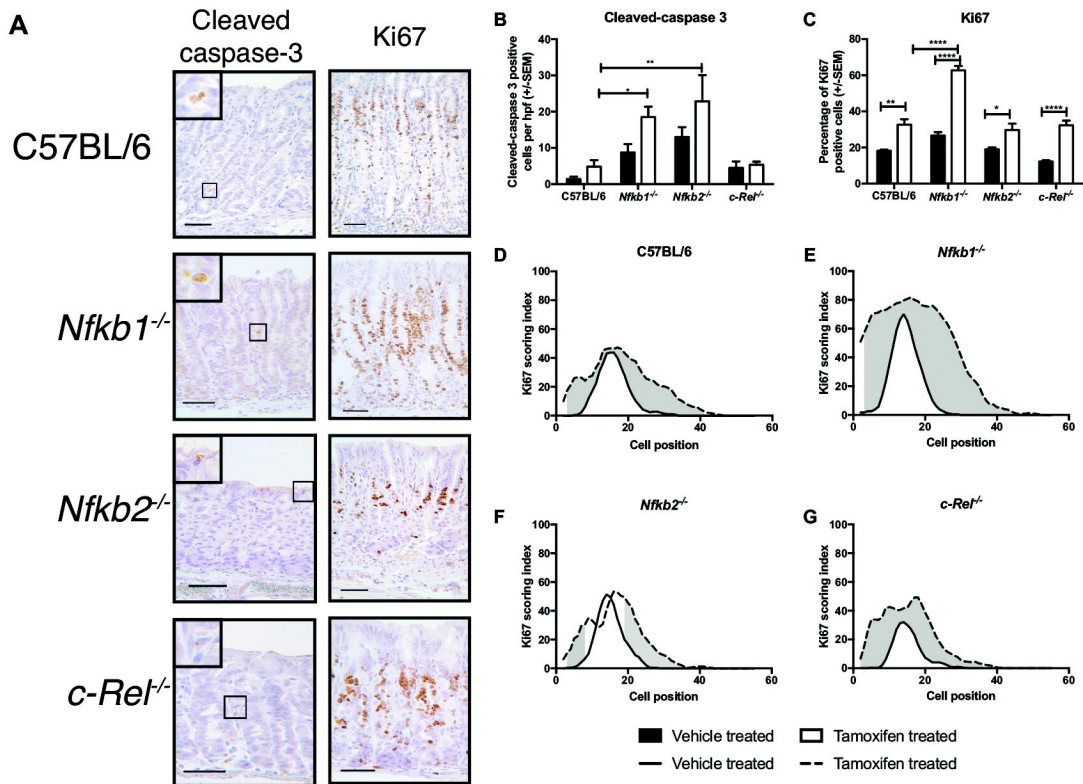 A
Cleaved
caspase-3
Ki67
C57BL/6
Nfkb1-/-
Nfkb2-/-
c-Rel-/-
B
Cleaved-caspase 3
Cleaved-caspase 3 positive
cells per hpf (+/-SEM)
40
30
20
10
0
**
*
C57BL/6
Nfkb1-/-
Nfkb2-/-
c-Rel-/-
C
Ki67
Percentage of Ki67
positive cells (+/-SEM)
80
60
40
20
0
****
****
**
*
****
C57BL/6
Nfkb1-/-
Nfkb2-/-
c-Rel-/-
D
C57BL/6
Ki67 scoring index
100
80
60
40
20
0
0 20 40 60
Cell position
E
Nfkb1-/-
Ki67 scoring index
100
80
60
40
20
0
0 20 40 60
Cell position
F
Nfkb2-/-
Ki67 scoring index
100
80
60
40
20
0
0 20 40 60
Cell position
G
c-Rel-/-
Ki67 scoring index
100
80
60
40
20
0
0 20 40 60
Cell position
Vehicle treated
Tamoxifen treated
Vehicle treated
Tamoxifen treated